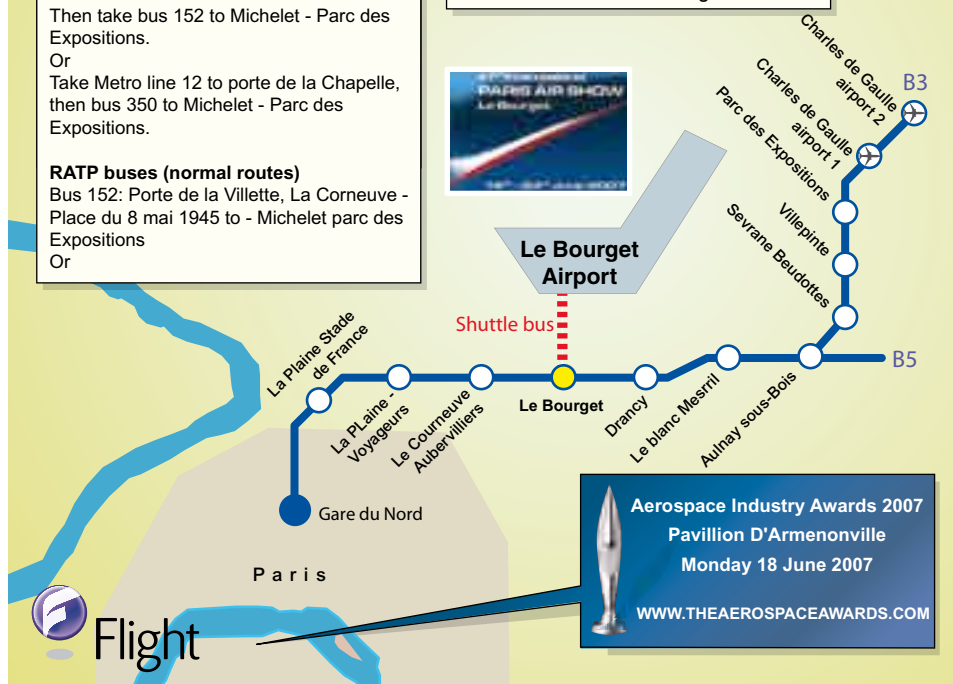 Then take bus 152 to Michelet - Parc des
Expositions.
Or
Take Metro line 12 to porte de la Chapelle,
then bus 350 to Michelet - Parc des
Expositions.
RATP buses (normal routes)
Bus 152: Porte de la Villette, La Corneuve -
Place du 8 mai 1945 to - Michelet parc des
Expositions
Or
PARIS AIR SHOW
Le Bourget
Charles de Gaulle
airport 2
B3
Charles de Gaulle
airport 1
Parc des Expositions
Villepinte
Sevrane Beudottes
Le Bourget
Airport
Shuttle bus
B5
La Plaine Stade
de France
La PLaine -
Voyageurs
Le Courneuve
Aubervilliers
Le Bourget
Drancy
Le blanc Mesrril
Aulnay sous-Bois
Gare du Nord
Paris
Aerospace Industry Awards 2007
Pavillion D'Armenonville
Monday 18 June 2007
WWW.THEAEROSPACEAWARDS.COM
Flight